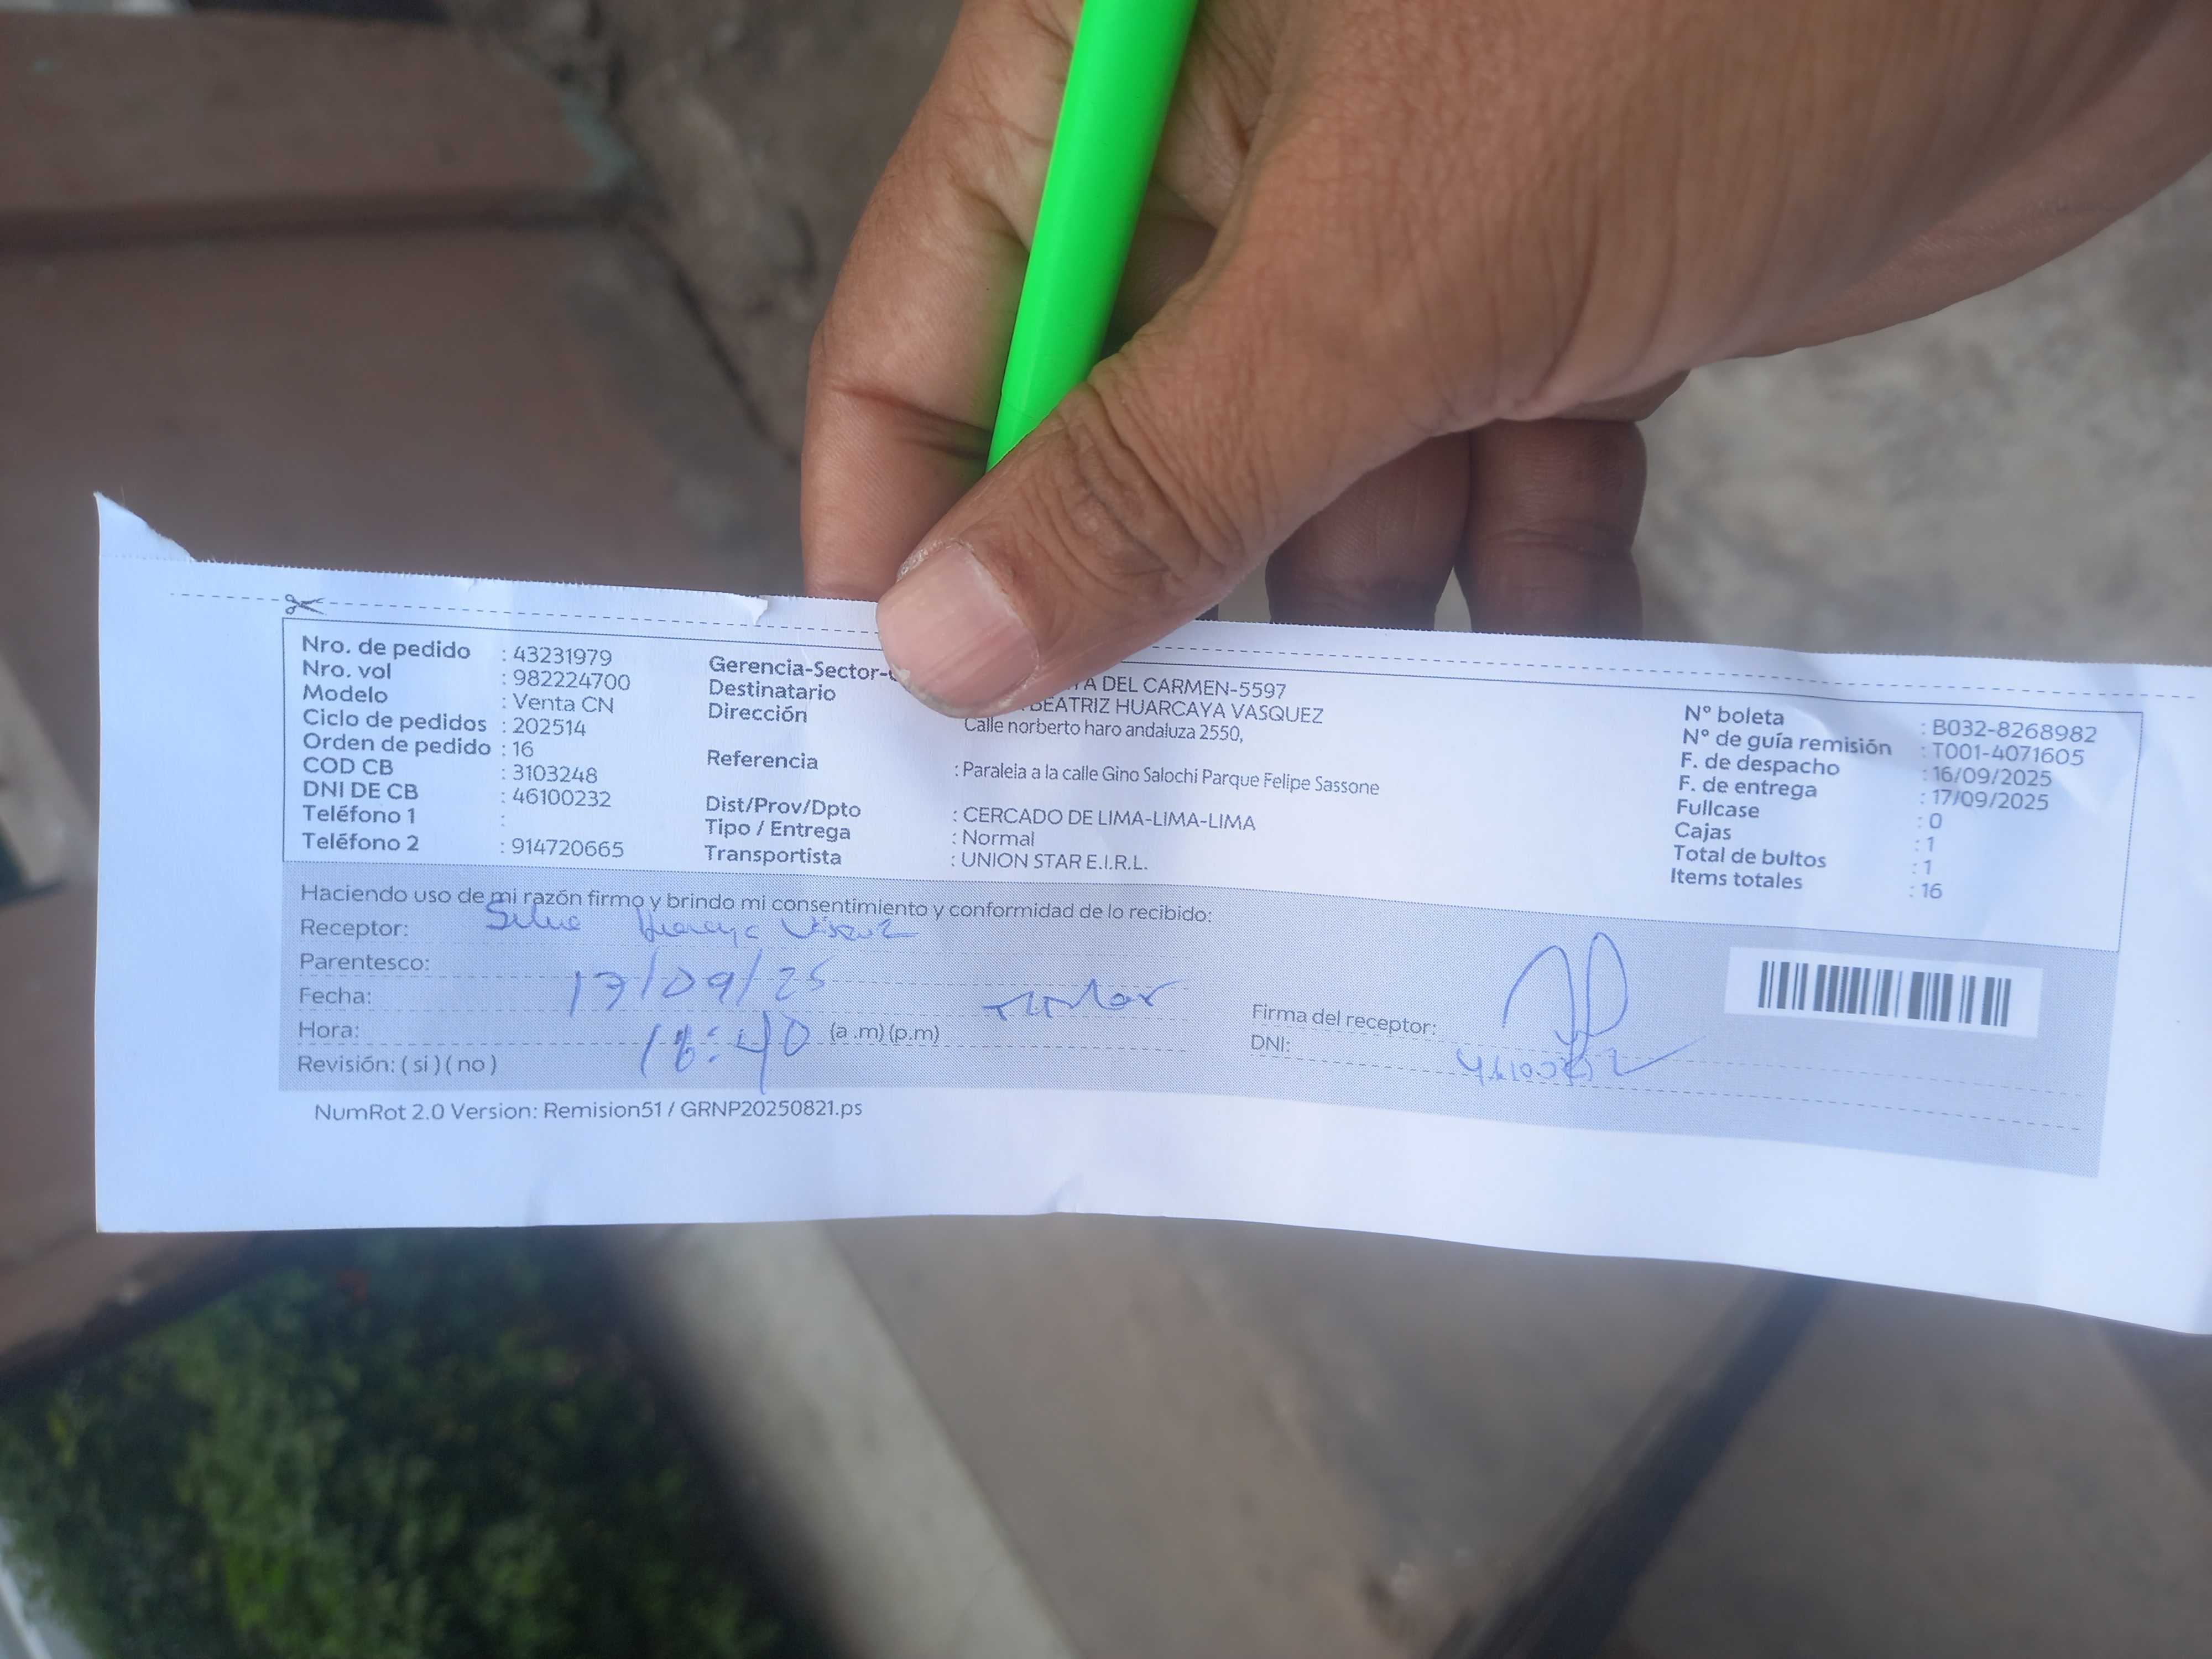 Nro. de pedido : 43231979
Nro. vol : 982224700
Modelo : Venta CN
Ciclo de pedidos : 202514
Orden de pedido : 16
COD CB : 3103248
DNI DE CB : 46100232
Teléfono 1 :
Teléfono 2 : 914720665
Gerencia-Sector- DEL CARMEN-5597
Destinatario BEATRIZ HUARCAYA VASQUEZ
Dirección Calle norberto haro andaluza 2550,
Referencia : Paralela a la calle Gino Salochi Parque Felipe Sassone
Dist/Prov/Dpto : CERCADO DE LIMA-LIMA-LIMA
Tipo / Entrega : Normal
Transportista : UNION STAR E.I.R.L.
Nº boleta : B032-8268982
Nº de guía remisión : T001-4071605
F. de despacho : 16/09/2025
F. de entrega : 17/09/2025
Fullcase : 0
Cajas : 1
Total de bultos : 1
Items totales : 16
Haciendo uso de mi razón firmo y brindo mi consentimiento y conformidad de lo recibido:
Receptor:
Parentesco:
Fecha: 17/09/25
Hora: (a .m) (p.m)
Revisión: ( si ) ( no )
Firma del receptor:
DNI:
NumRot 2.0 Version: Remision51 / GRNP20250821.ps